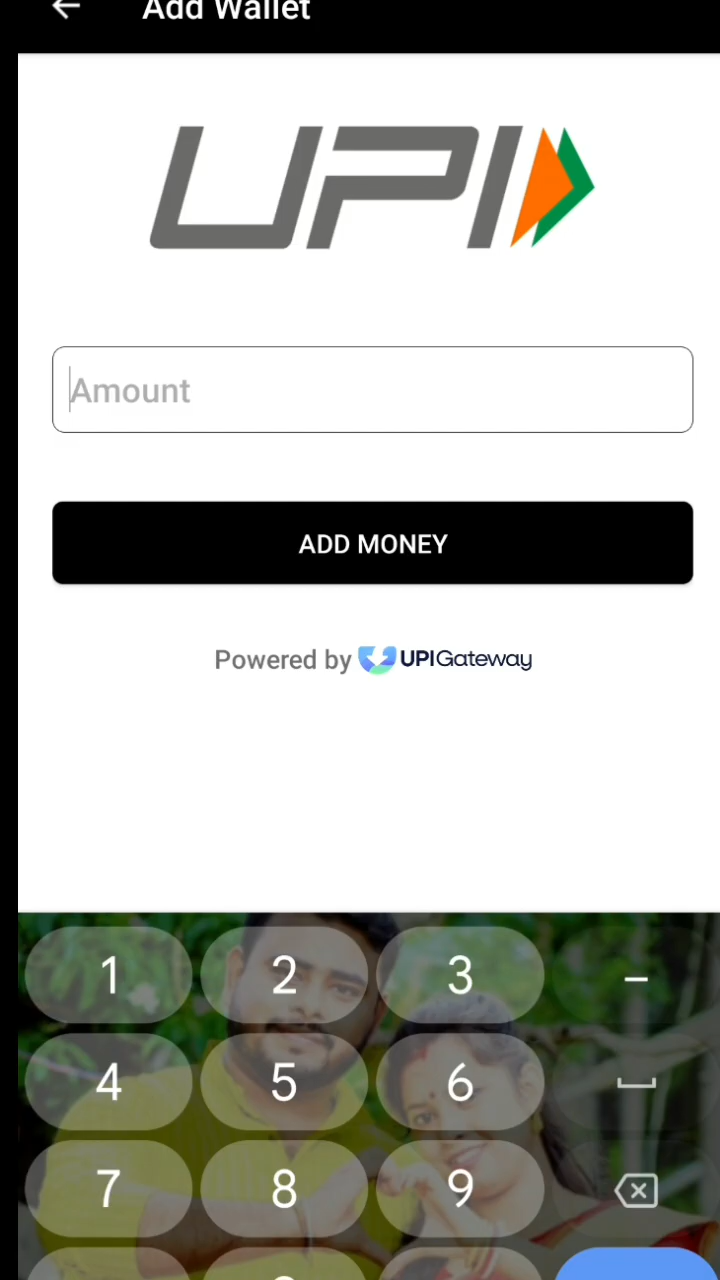 Add Wallet
UPI
Amount
ADD MONEY
Powered by UPIGateway
1 2 3 –
4 5 6
7 8 9